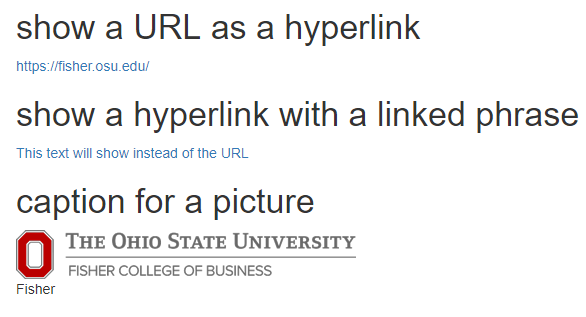 show a URL as a hyperlink
https://fisher.osu.edu/
show a hyperlink with a linked phrase
This text will show instead of the URL
caption for a picture
THE OHIO STATE UNIVERSITY
FISHER COLLEGE OF BUSINESS
Fisher